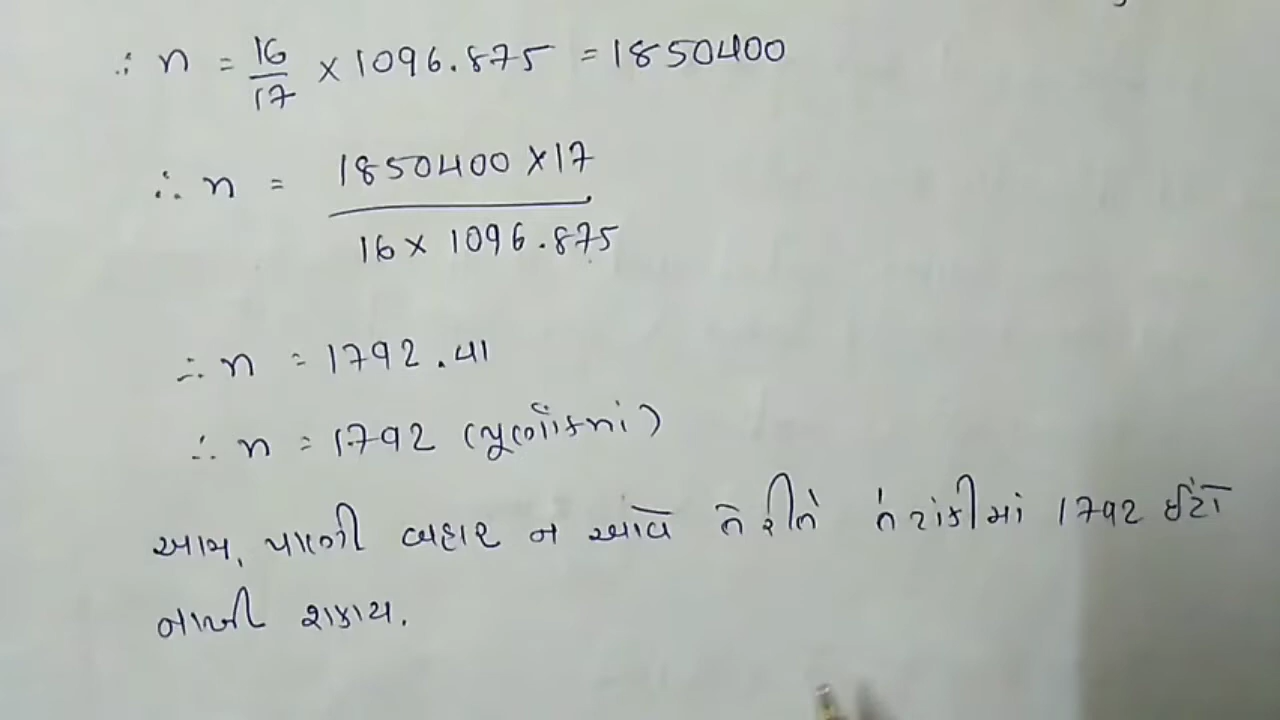 ∴ n = 16/17 × 1096.875 = 1850400
∴ n = 1850400 × 17 / 16 × 1096.875
∴ n = 1792.41
∴ n = 1792 (પૂર્ણાંકમાં)
આમ, પાણી બહાર ન આવે તે રીતે તે ટાંકીમાં 1792 ઈંટો
નાખી શકાય.